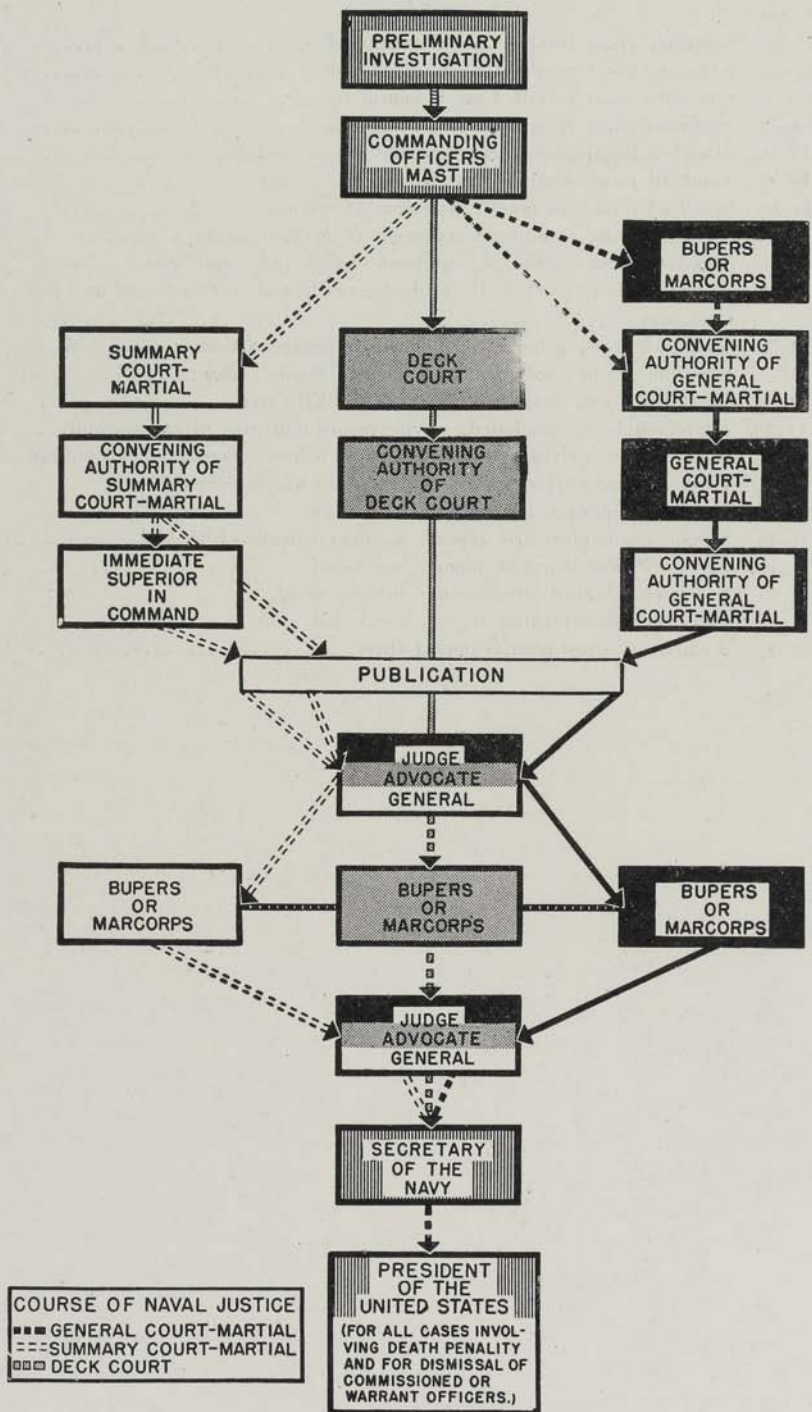 PRELIMINARY
INVESTIGATION
COMMANDING
OFFICER'S
MAST
BUPERS
OR
MARCORPS
SUMMARY
COURT-
MARTIAL
DECK
COURT
CONVENING
AUTHORITY OF
GENERAL
COURT-MARTIAL
CONVENING
AUTHORITY OF
SUMMARY
COURT-MARTIAL
CONVENING
AUTHORITY
OF
DECK COURT
GENERAL
COURT-
MARTIAL
IMMEDIATE
SUPERIOR
IN
COMMAND
CONVENING
AUTHORITY OF
GENERAL
COURT-MARTIAL
PUBLICATION
JUDGE
ADVOCATE
GENERAL
BUPERS
OR
MARCORPS
BUPERS
OR
MARCORPS
BUPERS
OR
MARCORPS
JUDGE
ADVOCATE
GENERAL
SECRETARY
OF THE
NAVY
PRESIDENT
OF THE
UNITED STATES
(FOR ALL CASES INVOL-
VING DEATH PENALITY
AND FOR DISMISSAL OF
COMMISSIONED OR
WARRANT OFFICERS.)
COURSE OF NAVAL JUSTICE
GENERAL COURT-MARTIAL
SUMMARY COURT-MARTIAL
DECK COURT